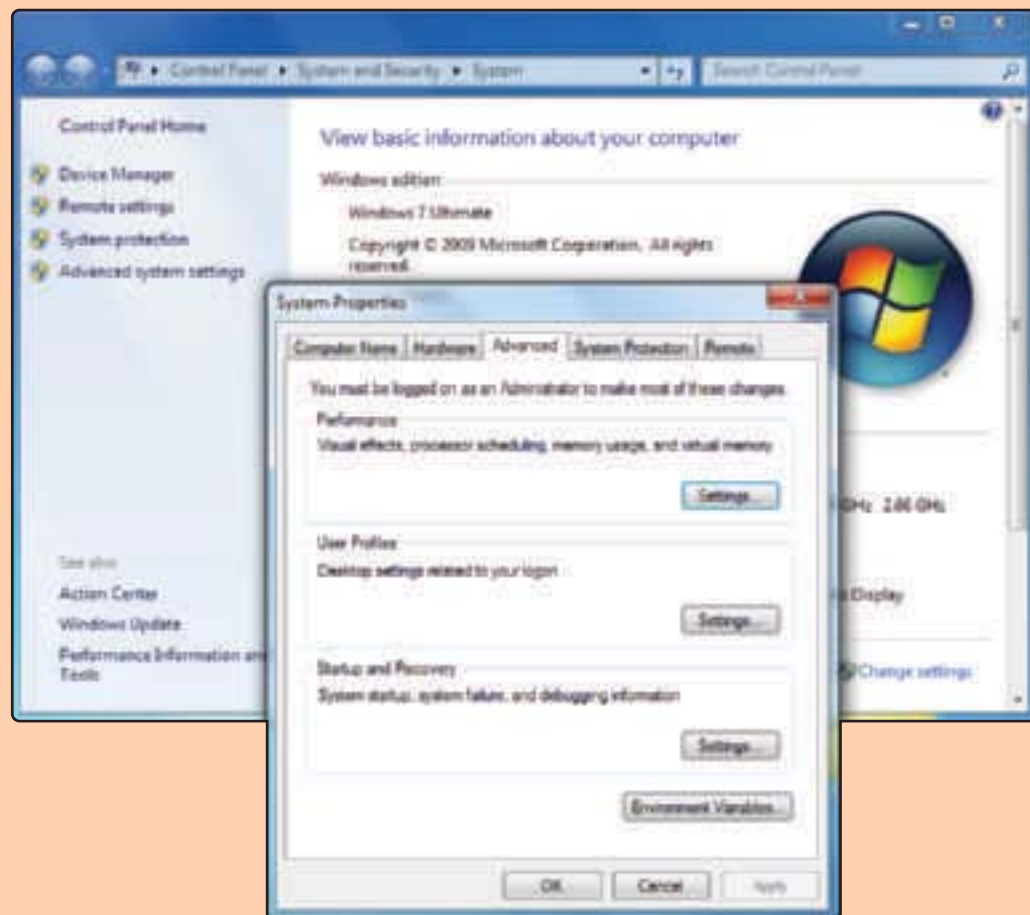 Control Panel ▸ System and Security ▸ System
Search Control Panel
Control Panel Home
Device Manager
Remote settings
System protection
Advanced system settings
See also
Action Center
Windows Update
Performance Information and
Tools
View basic information about your computer
Windows edition
Windows 7 Ultimate
Copyright © 2009 Microsoft Corporation. All rights
reserved.
GHz 2.86 GHz
Display
Change settings
System Properties
Computer Name
Hardware
Advanced
System Protection
Remote
You must be logged on as an Administrator to make most of these changes.
Performance
Visual effects, processor scheduling, memory usage, and virtual memory
Settings...
User Profiles
Desktop settings related to your logon
Settings...
Startup and Recovery
System startup, system failure, and debugging information
Settings...
Environment Variables...
OK
Cancel
Apply